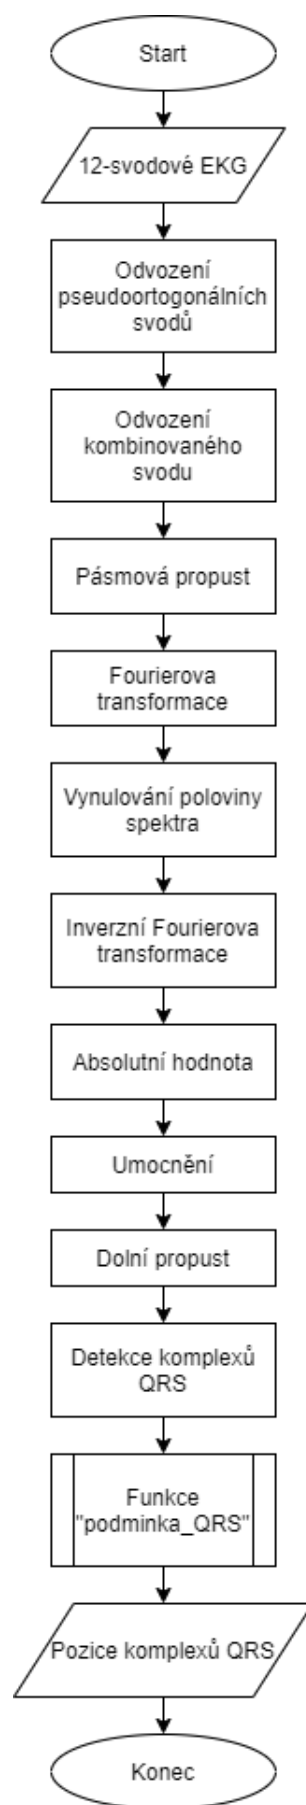 Start
12-svodové EKG
Odvození
pseudoortogonálních
svodů
Odvození
kombinovaného
svodu
Pásmová propust
Fourierova
transformace
Vynulování poloviny
spektra
Inverzní Fourierova
transformace
Absolutní hodnota
Umocnění
Dolní propust
Detekce komplexů
QRS
Funkce
"podminka_QRS"
Pozice komplexů QRS
Konec